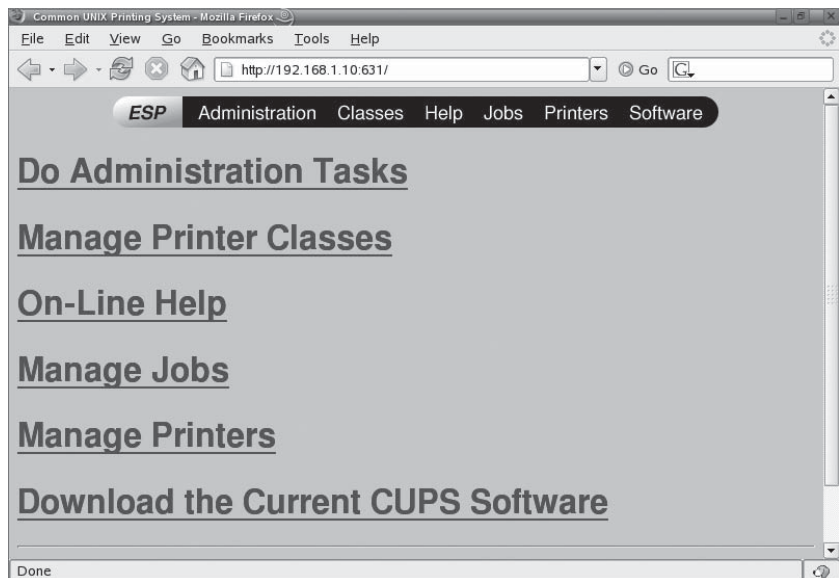 Common UNIX Printing System - Mozilla Firefox
File Edit View Go Bookmarks Tools Help
http://192.168.1.10:631/ Go G
ESP Administration Classes Help Jobs Printers Software
Do Administration Tasks
Manage Printer Classes
On-Line Help
Manage Jobs
Manage Printers
Download the Current CUPS Software
Done